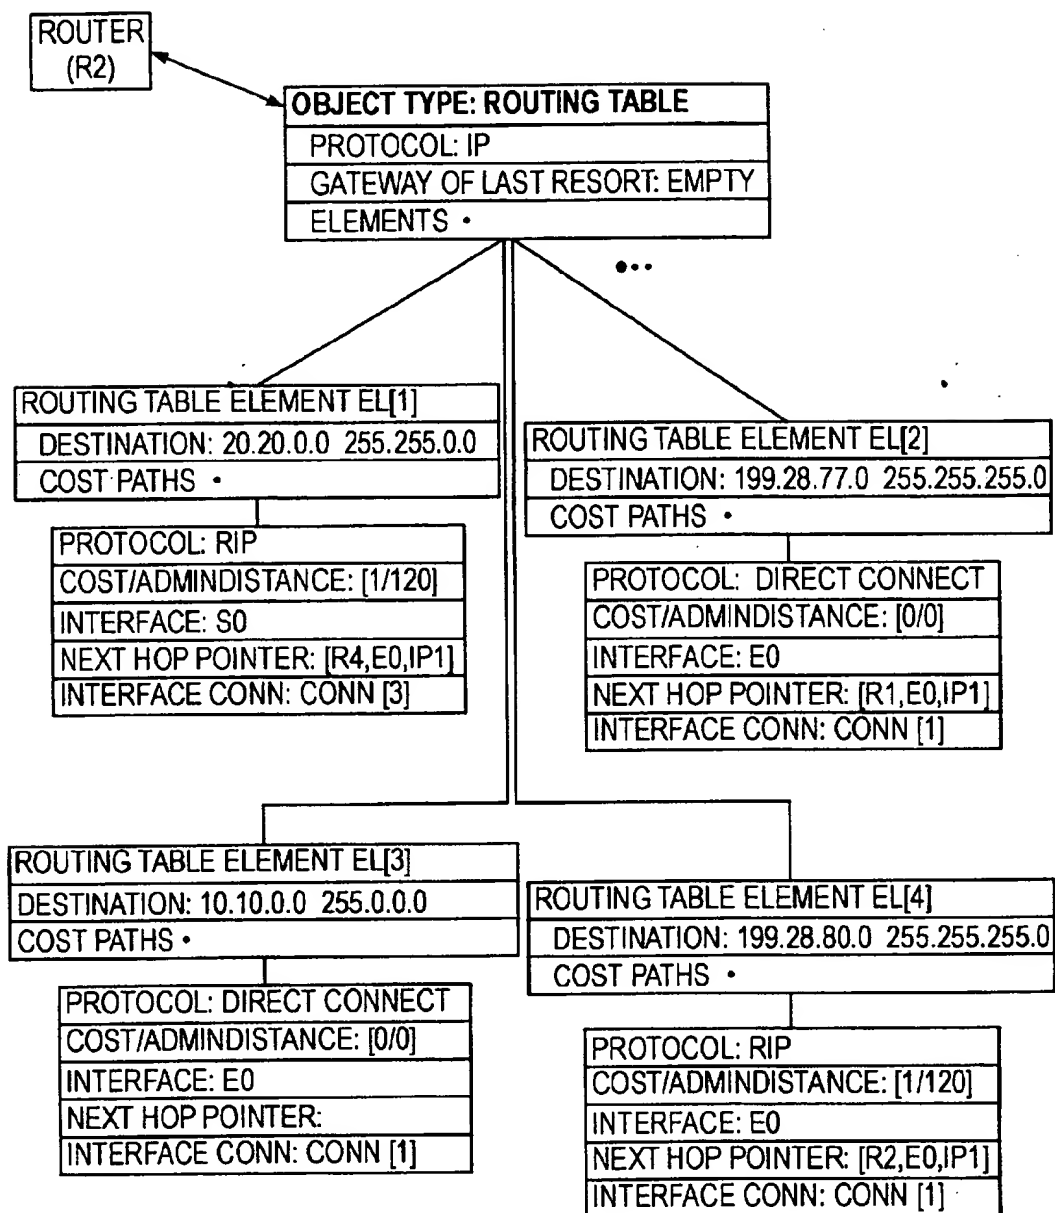 ROUTER
(R2)
OBJECT TYPE: ROUTING TABLE
PROTOCOL: IP
GATEWAY OF LAST RESORT: EMPTY
ELEMENTS •
ROUTING TABLE ELEMENT EL[1]
DESTINATION: 20.20.0.0 255.255.0.0
COST PATHS •
PROTOCOL: RIP
COST/ADMINDISTANCE: [1/120]
INTERFACE: S0
NEXT HOP POINTER: [R4,E0,IP1]
INTERFACE CONN: CONN [3]
ROUTING TABLE ELEMENT EL[2]
DESTINATION: 199.28.77.0 255.255.255.0
COST PATHS •
PROTOCOL: DIRECT CONNECT
COST/ADMINDISTANCE: [0/0]
INTERFACE: E0
NEXT HOP POINTER: [R1,E0,IP1]
INTERFACE CONN: CONN [1]
ROUTING TABLE ELEMENT EL[3]
DESTINATION: 10.10.0.0 255.0.0.0
COST PATHS •
PROTOCOL: DIRECT CONNECT
COST/ADMINDISTANCE: [0/0]
INTERFACE: E0
NEXT HOP POINTER:
INTERFACE CONN: CONN [1]
ROUTING TABLE ELEMENT EL[4]
DESTINATION: 199.28.80.0 255.255.255.0
COST PATHS •
PROTOCOL: RIP
COST/ADMINDISTANCE: [1/120]
INTERFACE: E0
NEXT HOP POINTER: [R2,E0,IP1]
INTERFACE CONN: CONN [1]